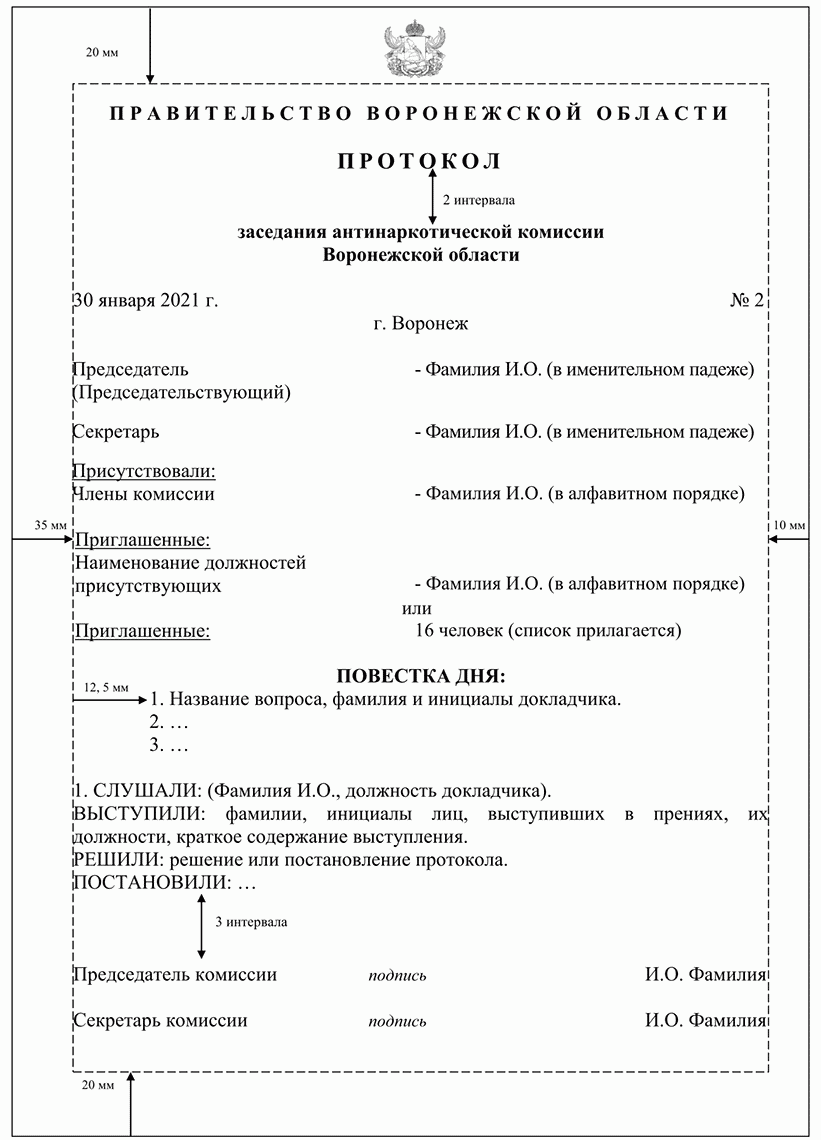 20 мм
ПРАВИТЕЛЬСТВО ВОРОНЕЖСКОЙ ОБЛАСТИ
ПРОТОКОЛ
2 интервала
заседания антинаркотической комиссии
Воронежской области
30 января 2021 г. № 2
г. Воронеж
Председатель - Фамилия И.О. (в именительном падеже)
(Председательствующий)
Секретарь - Фамилия И.О. (в именительном падеже)
Присутствовали:
Члены комиссии - Фамилия И.О. (в алфавитном порядке)
35 мм 10 мм
Приглашенные:
Наименование должностей
присутствующих - Фамилия И.О. (в алфавитном порядке)
или
Приглашенные: 16 человек (список прилагается)
ПОВЕСТКА ДНЯ:
12, 5 мм
1. Название вопроса, фамилия и инициалы докладчика.
2. …
3. …
1. СЛУШАЛИ: (Фамилия И.О., должность докладчика).
ВЫСТУПИЛИ: фамилии, инициалы лиц, выступивших в прениях, их
должности, краткое содержание выступления.
РЕШИЛИ: решение или постановление протокола.
ПОСТАНОВИЛИ: …
3 интервала
Председатель комиссии подпись И.О. Фамилия
Секретарь комиссии подпись И.О. Фамилия
20 мм